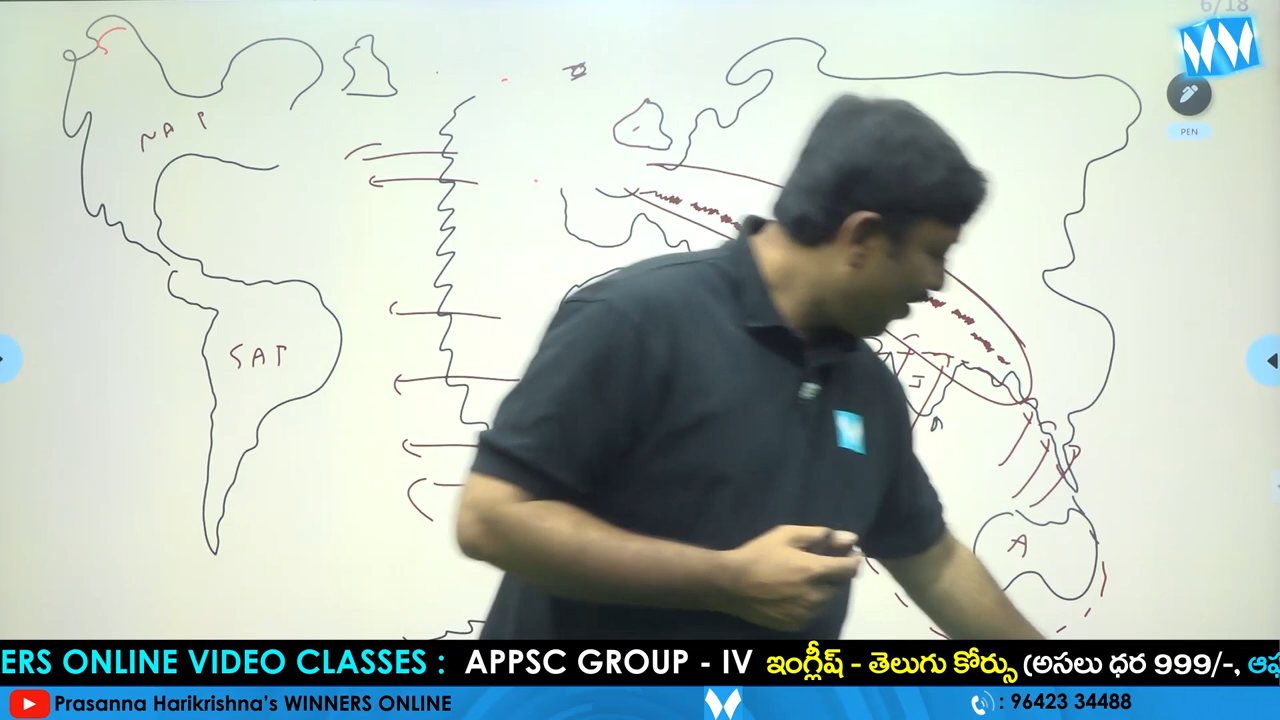 6/18
PEN
NAP
SAP
I
A
ERS ONLINE VIDEO CLASSES : APPSC GROUP - IV ఇంగ్లీష్ - తెలుగు కోర్సు (అసలు ధర 999/-,
Prasanna Harikrishna's WINNERS ONLINE : 96423 34488